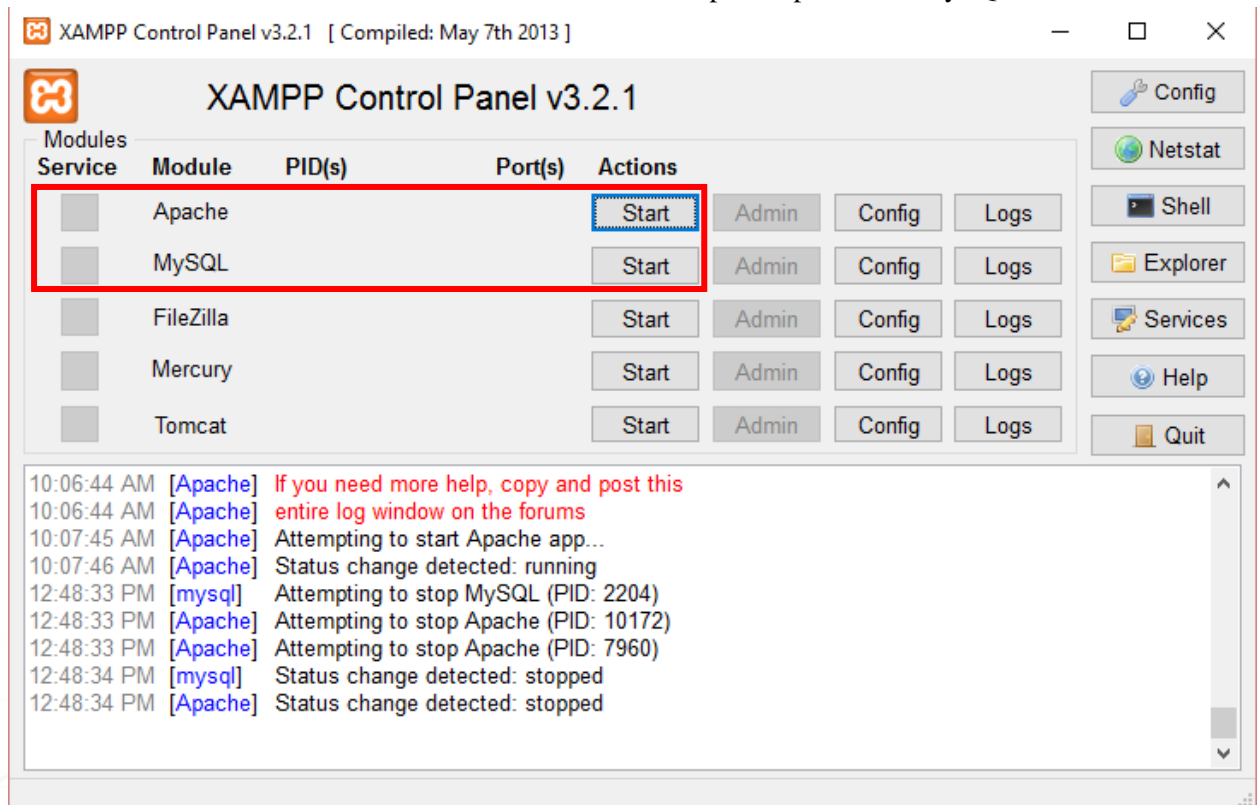 XAMPP Control Panel v3.2.1 [ Compiled: May 7th 2013 ]
XAMPP Control Panel v3.2.1
Config
Modules
Service Module PID(s) Port(s) Actions
Netstat
Apache Start Admin Config Logs
Shell
MySQL Start Admin Config Logs
Explorer
FileZilla Start Admin Config Logs
Services
Mercury Start Admin Config Logs
Help
Tomcat Start Admin Config Logs
Quit
10:06:44 AM [Apache] If you need more help, copy and post this
10:06:44 AM [Apache] entire log window on the forums
10:07:45 AM [Apache] Attempting to start Apache app...
10:07:46 AM [Apache] Status change detected: running
12:48:33 PM [mysql] Attempting to stop MySQL (PID: 2204)
12:48:33 PM [Apache] Attempting to stop Apache (PID: 10172)
12:48:33 PM [Apache] Attempting to stop Apache (PID: 7960)
12:48:34 PM [mysql] Status change detected: stopped
12:48:34 PM [Apache] Status change detected: stopped